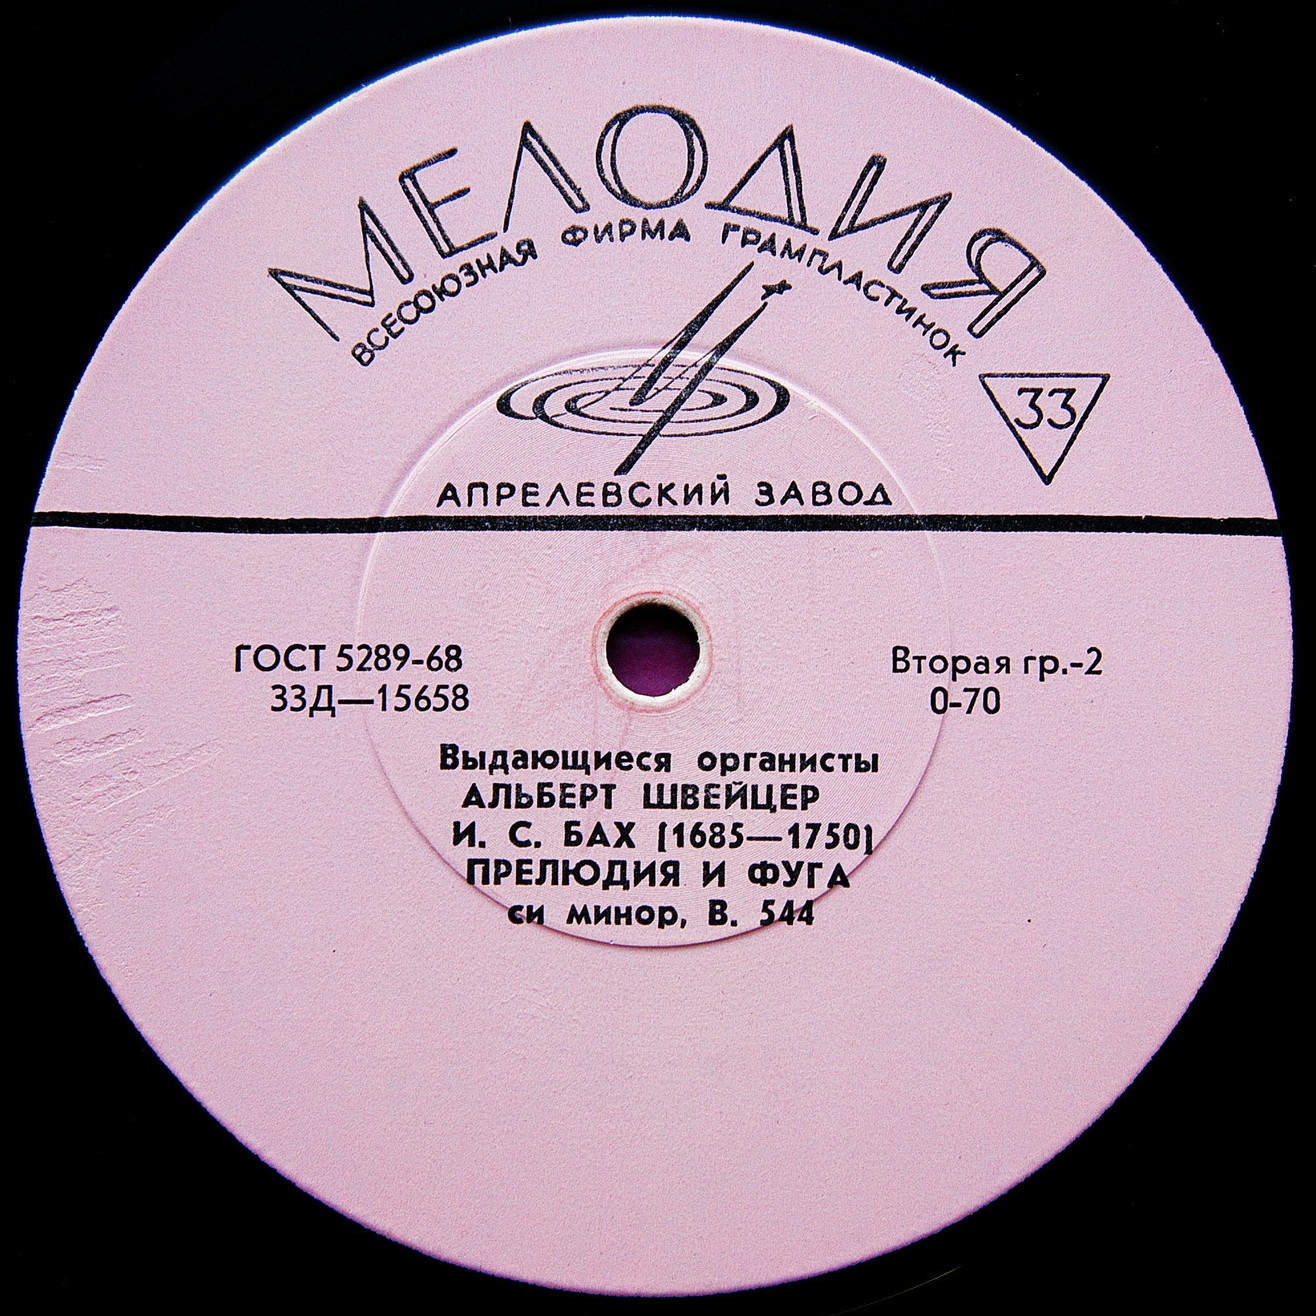 МЕЛОДИЯ
ВСЕСОЮЗНАЯ ФИРМА ГРАМПЛАСТИНОК
33
АПРЕЛЕВСКИЙ ЗАВОД
ГОСТ 5289-68
33Д—15658
Вторая гр.-2
0-70
Выдающиеся органисты
АЛЬБЕРТ ШВЕЙЦЕР
И. С. БАХ (1685—1750)
ПРЕЛЮДИЯ И ФУГА
си минор, В. 544